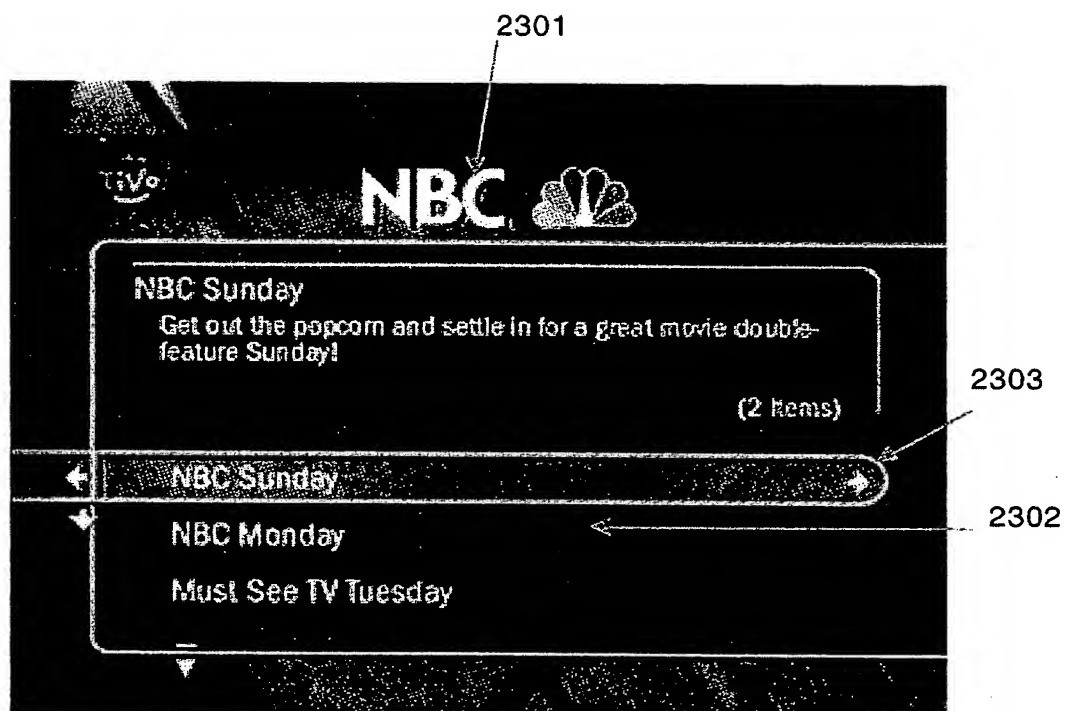 2301
TiVo
NBC
NBC Sunday
Get out the popcorn and settle in for a great movie double-
feature Sunday!
(2 Items)
2303
NBC Sunday
2302
NBC Monday
Must See TV Tuesday